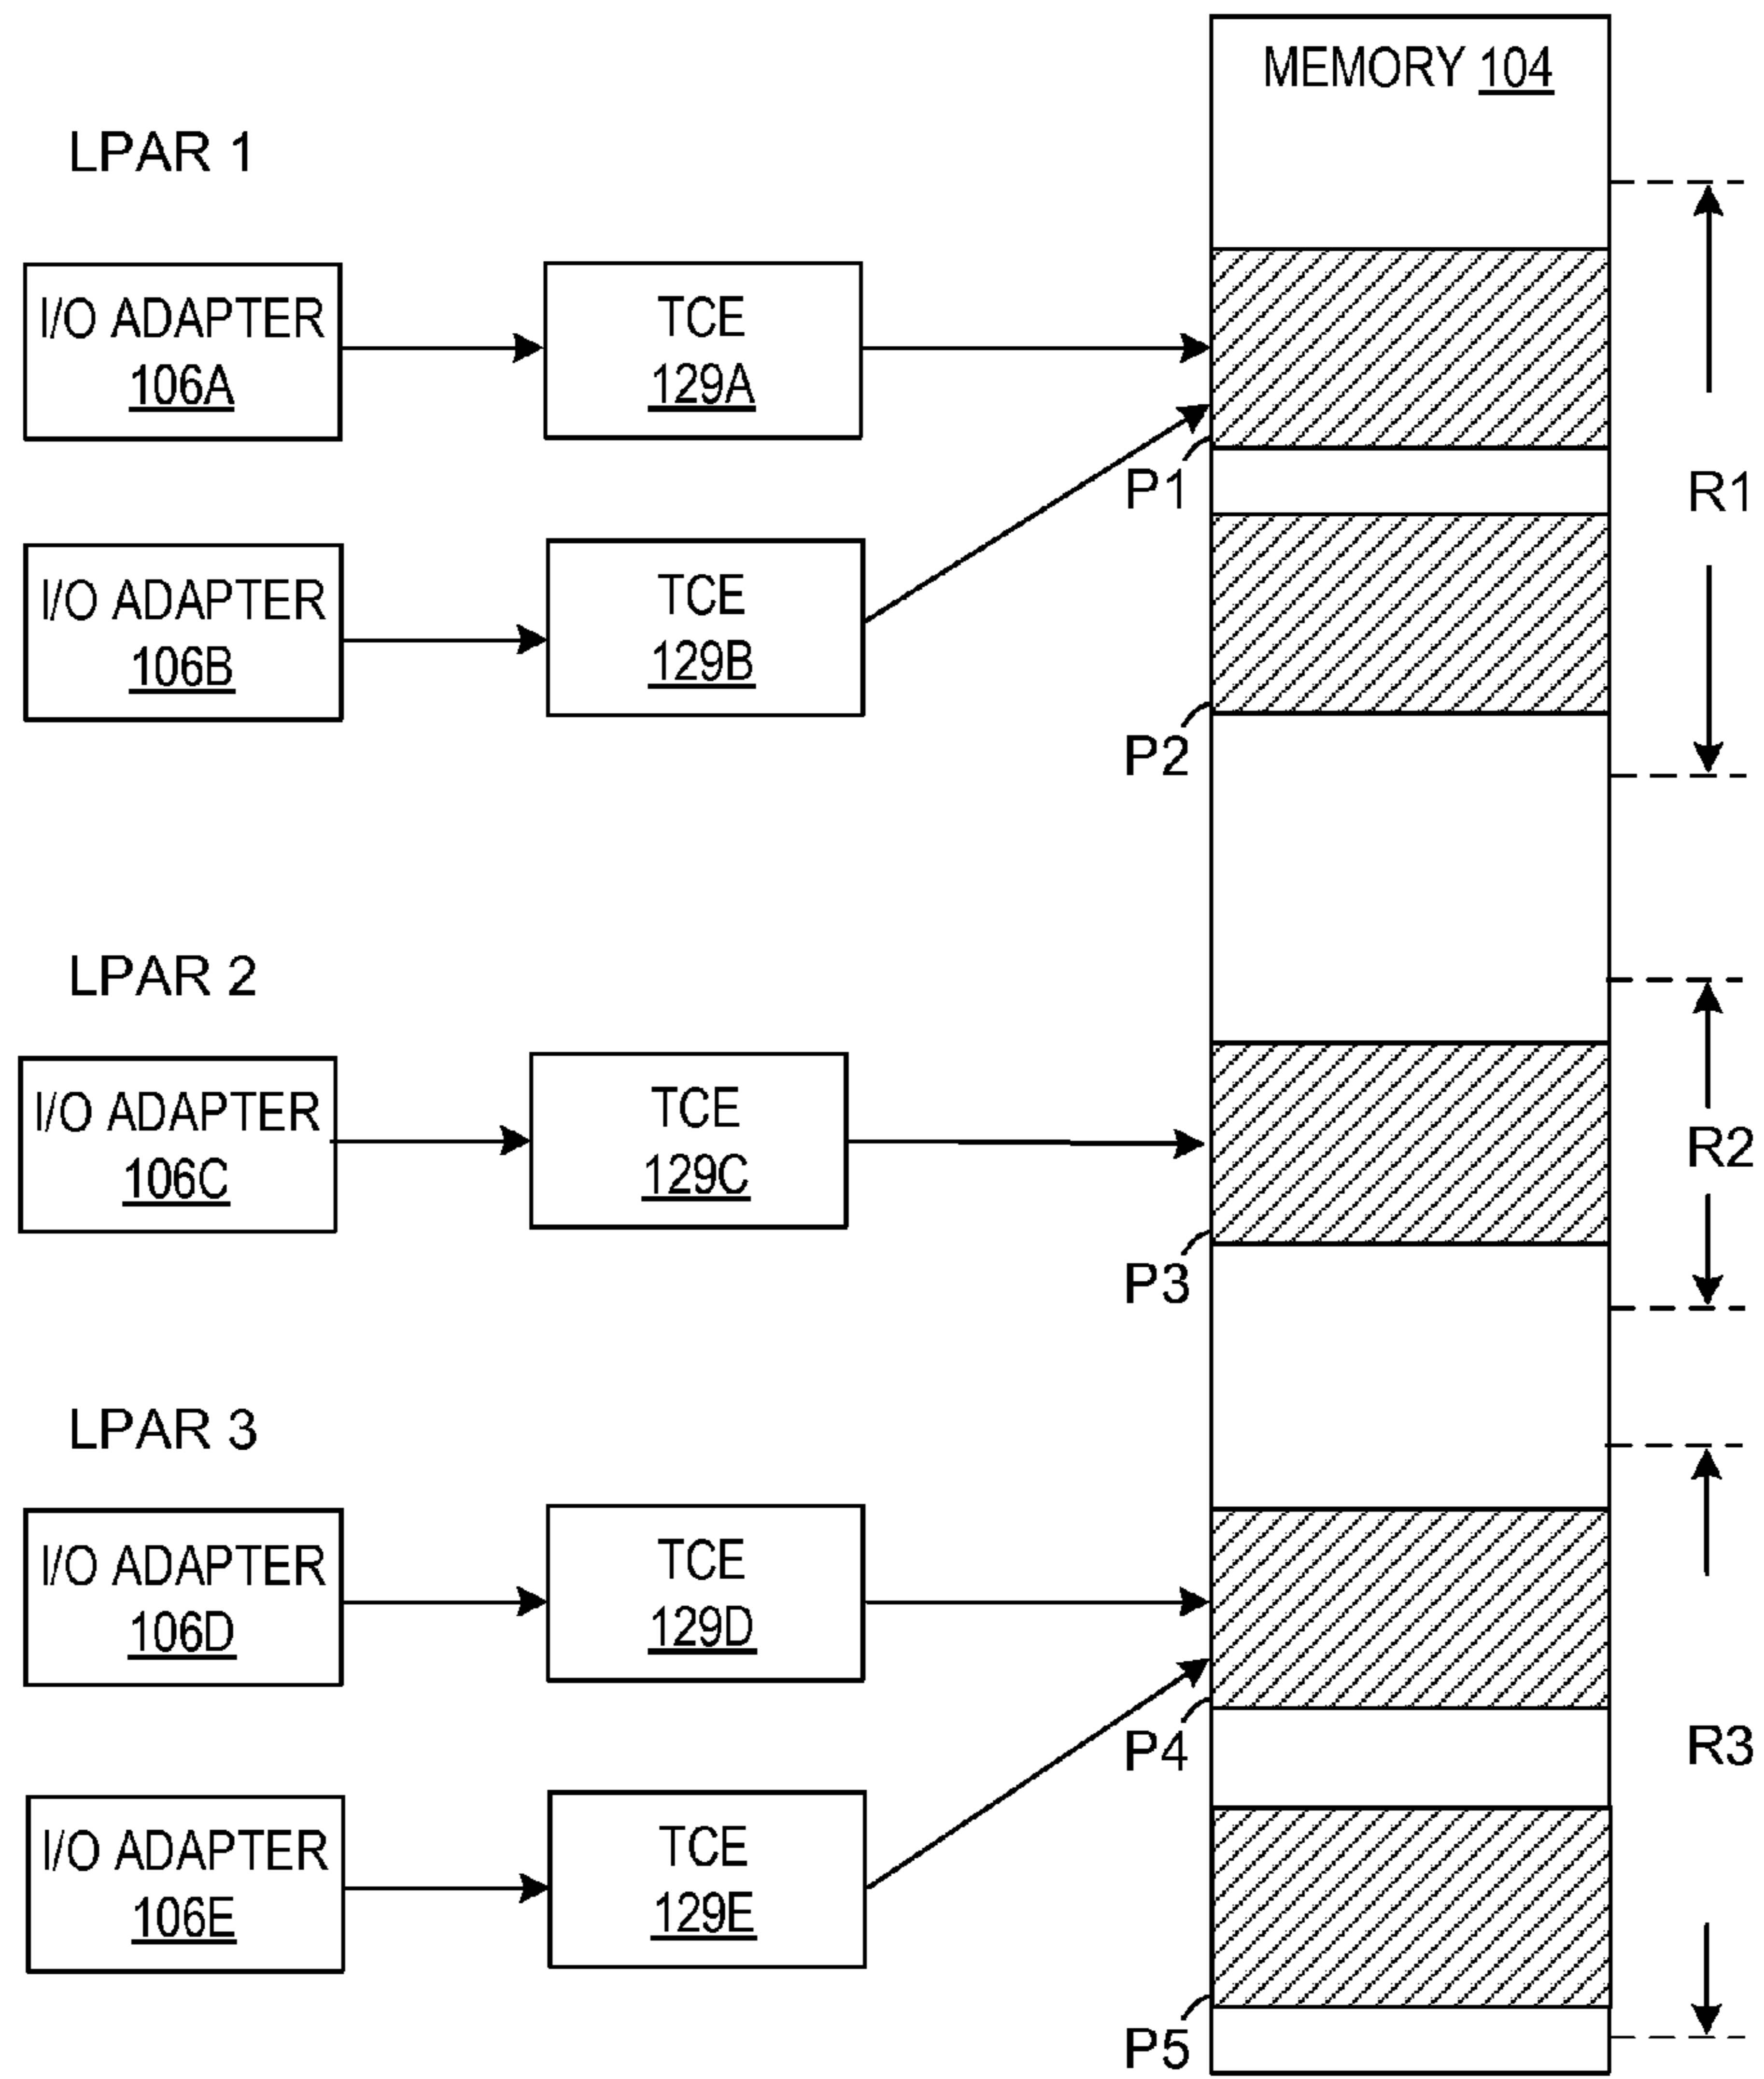 MEMORY 104
LPAR 1
I/O ADAPTER
106A
TCE
129A
P1
R1
I/O ADAPTER
106B
TCE
129B
P2
LPAR 2
I/O ADAPTER
106C
TCE
129C
R2
P3
LPAR 3
I/O ADAPTER
106D
TCE
129D
P4
R3
I/O ADAPTER
106E
TCE
129E
P5